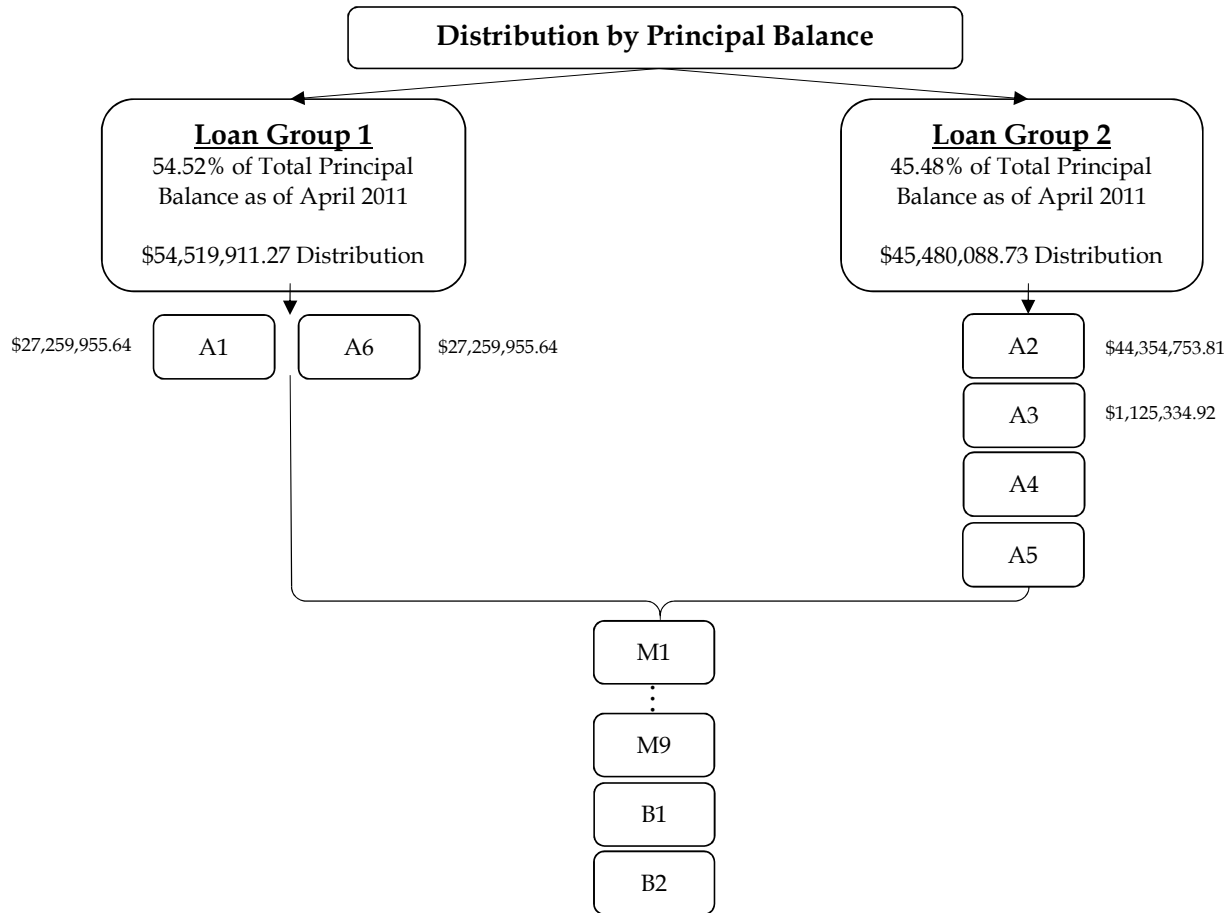 Distribution by Principal Balance
Loan Group 1
54.52% of Total Principal
Balance as of April 2011
$54,519,911.27 Distribution
Loan Group 2
45.48% of Total Principal
Balance as of April 2011
$45,480,088.73 Distribution
$27,259,955.64
A1
A6
$27,259,955.64
A2
$44,354,753.81
A3
$1,125,334.92
A4
A5
M1
M9
B1
B2